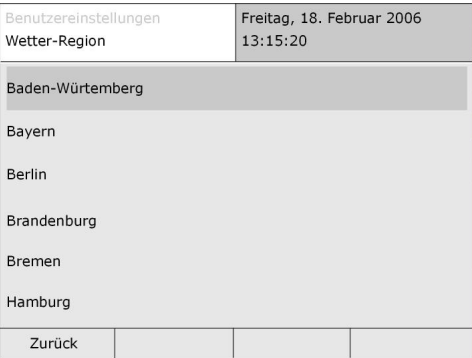 Benutzereinstellungen
Wetter-Region
Freitag, 18. Februar 2006
13:15:20
Baden-Würtemberg
Bayern
Berlin
Brandenburg
Bremen
Hamburg
Zurück